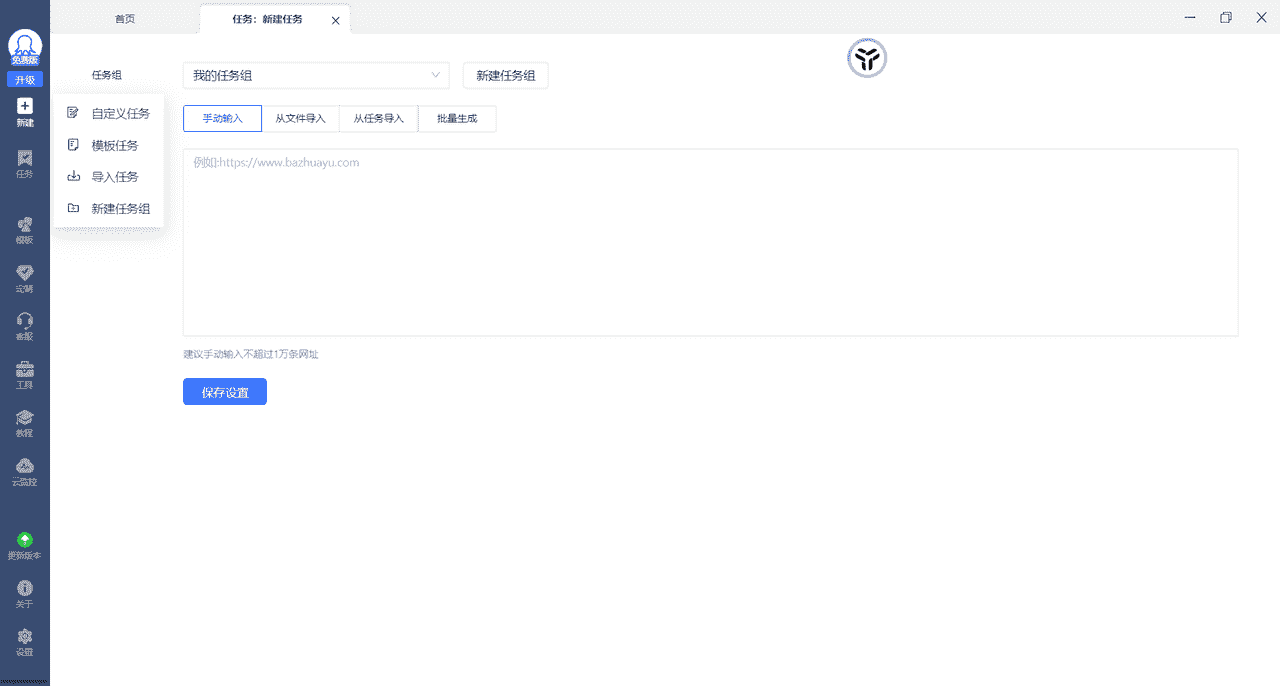 首页
任务：新建任务
免费版
升级
新建
任务
模板
定制
客服
工具
教程
云监控
更新版本
关于
设置
任务组
我的任务组
新建任务组
自定义任务
模板任务
导入任务
新建任务组
手动输入
从文件导入
从任务导入
批量生成
例如:https://www.bazhuayu.com
建议手动输入不超过1万条网址
保存设置